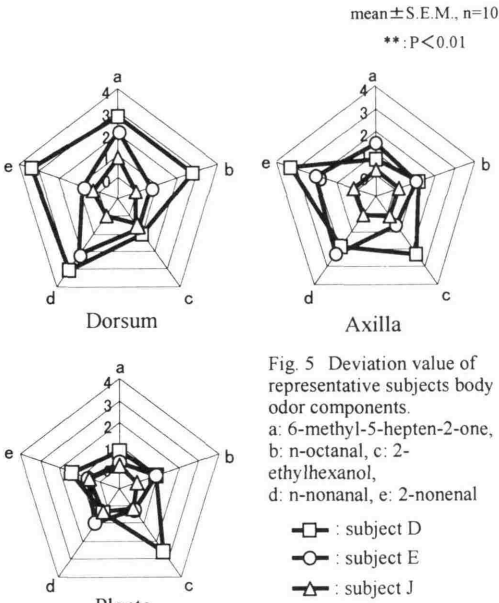 mean±S.E.M., n=10
**:P<0.01
a
4
3
2
1
0
e
b
d
c
Dorsum
a
4
3
2
e
b
d
c
Axilla
a
4
3
2
1
e
b
d
c
Fig. 5 Deviation value of
representative subjects body
odor components.
a: 6-methyl-5-hepten-2-one,
b: n-octanal, c: 2-
ethylhexanol,
d: n-nonanal, e: 2-nonenal
: subject D
: subject E
: subject J